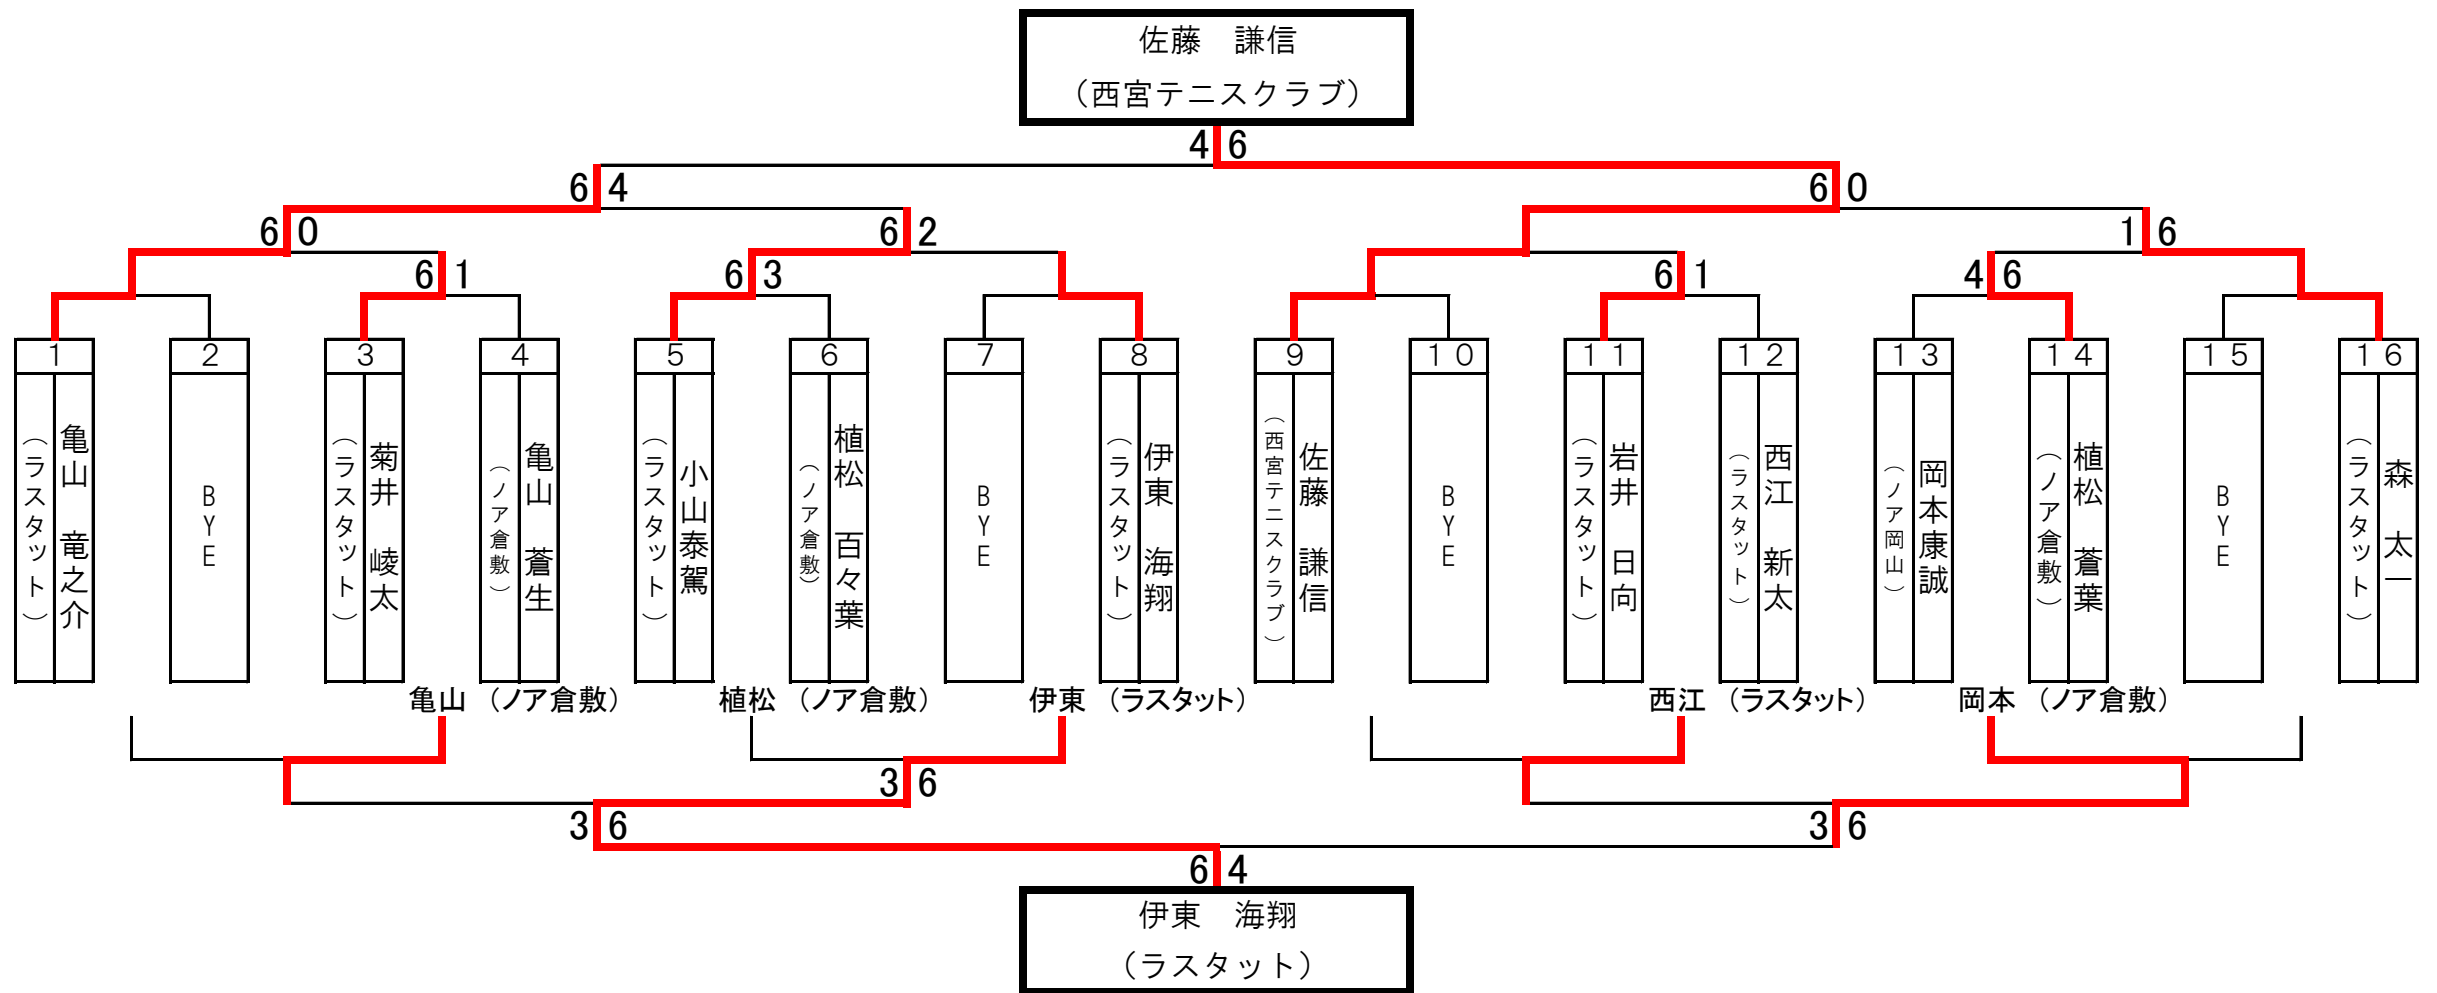 佐藤　謙信
（西宮テニスクラブ）
4 6
6 4
6 0
6 0
6 2
1 6
6 1
6 3
6 1
4 6
1
2
3
4
5
6
7
8
9
10
11
12
13
14
15
16
亀山　竜之介
（ラスタット）
BYE
菊井　崚太
（ラスタット）
亀山　蒼生
（ノア倉敷）
小山泰駕
（ラスタット）
植松　百々葉
（ノア倉敷）
BYE
伊東　海翔
（ラスタット）
佐藤　謙信
（西宮テニスクラブ）
BYE
岩井　日向
（ラスタット）
西江　新太
（ラスタット）
岡本康誠
（ノア岡山）
植松　蒼葉
（ノア倉敷）
BYE
森　太一
（ラスタット）
亀山（ノア倉敷）
植松（ノア倉敷）
伊東（ラスタット）
西江（ラスタット）
岡本（ノア倉敷）
3 6
3 6
3 6
6 4
伊東　海翔
（ラスタット）